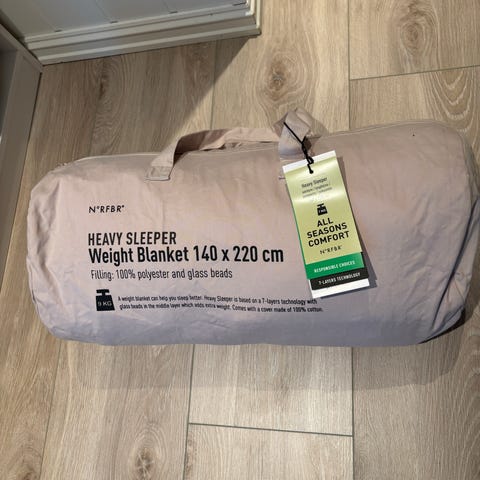 N°RFBR°
HEAVY SLEEPER
Weight Blanket 140 x 220 cm
Filling: 100% polyester and glass beads
9 KG
A weight blanket can help you sleep better. Heavy Sleeper is based on a 7-layers technology with
glass beads in the middle layer which adds extra weight. Comes with a cover made of 100% cotton.
Heavy Sleeper
ALL
SEASONS
COMFORT
N°RFBR°
RESPONSIBLE CHOICES
7-LAYERS TECHNOLOGY